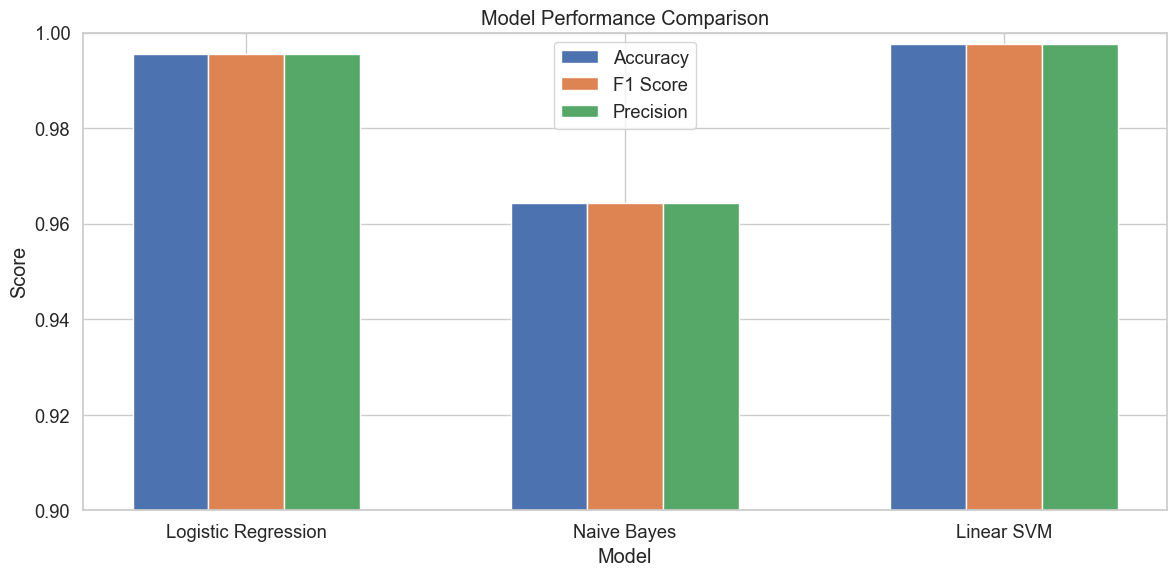 Model Performance Comparison
1.00
0.98
0.96
0.94
0.92
0.90
Score
Accuracy
F1 Score
Precision
Logistic Regression
Naive Bayes
Linear SVM
Model